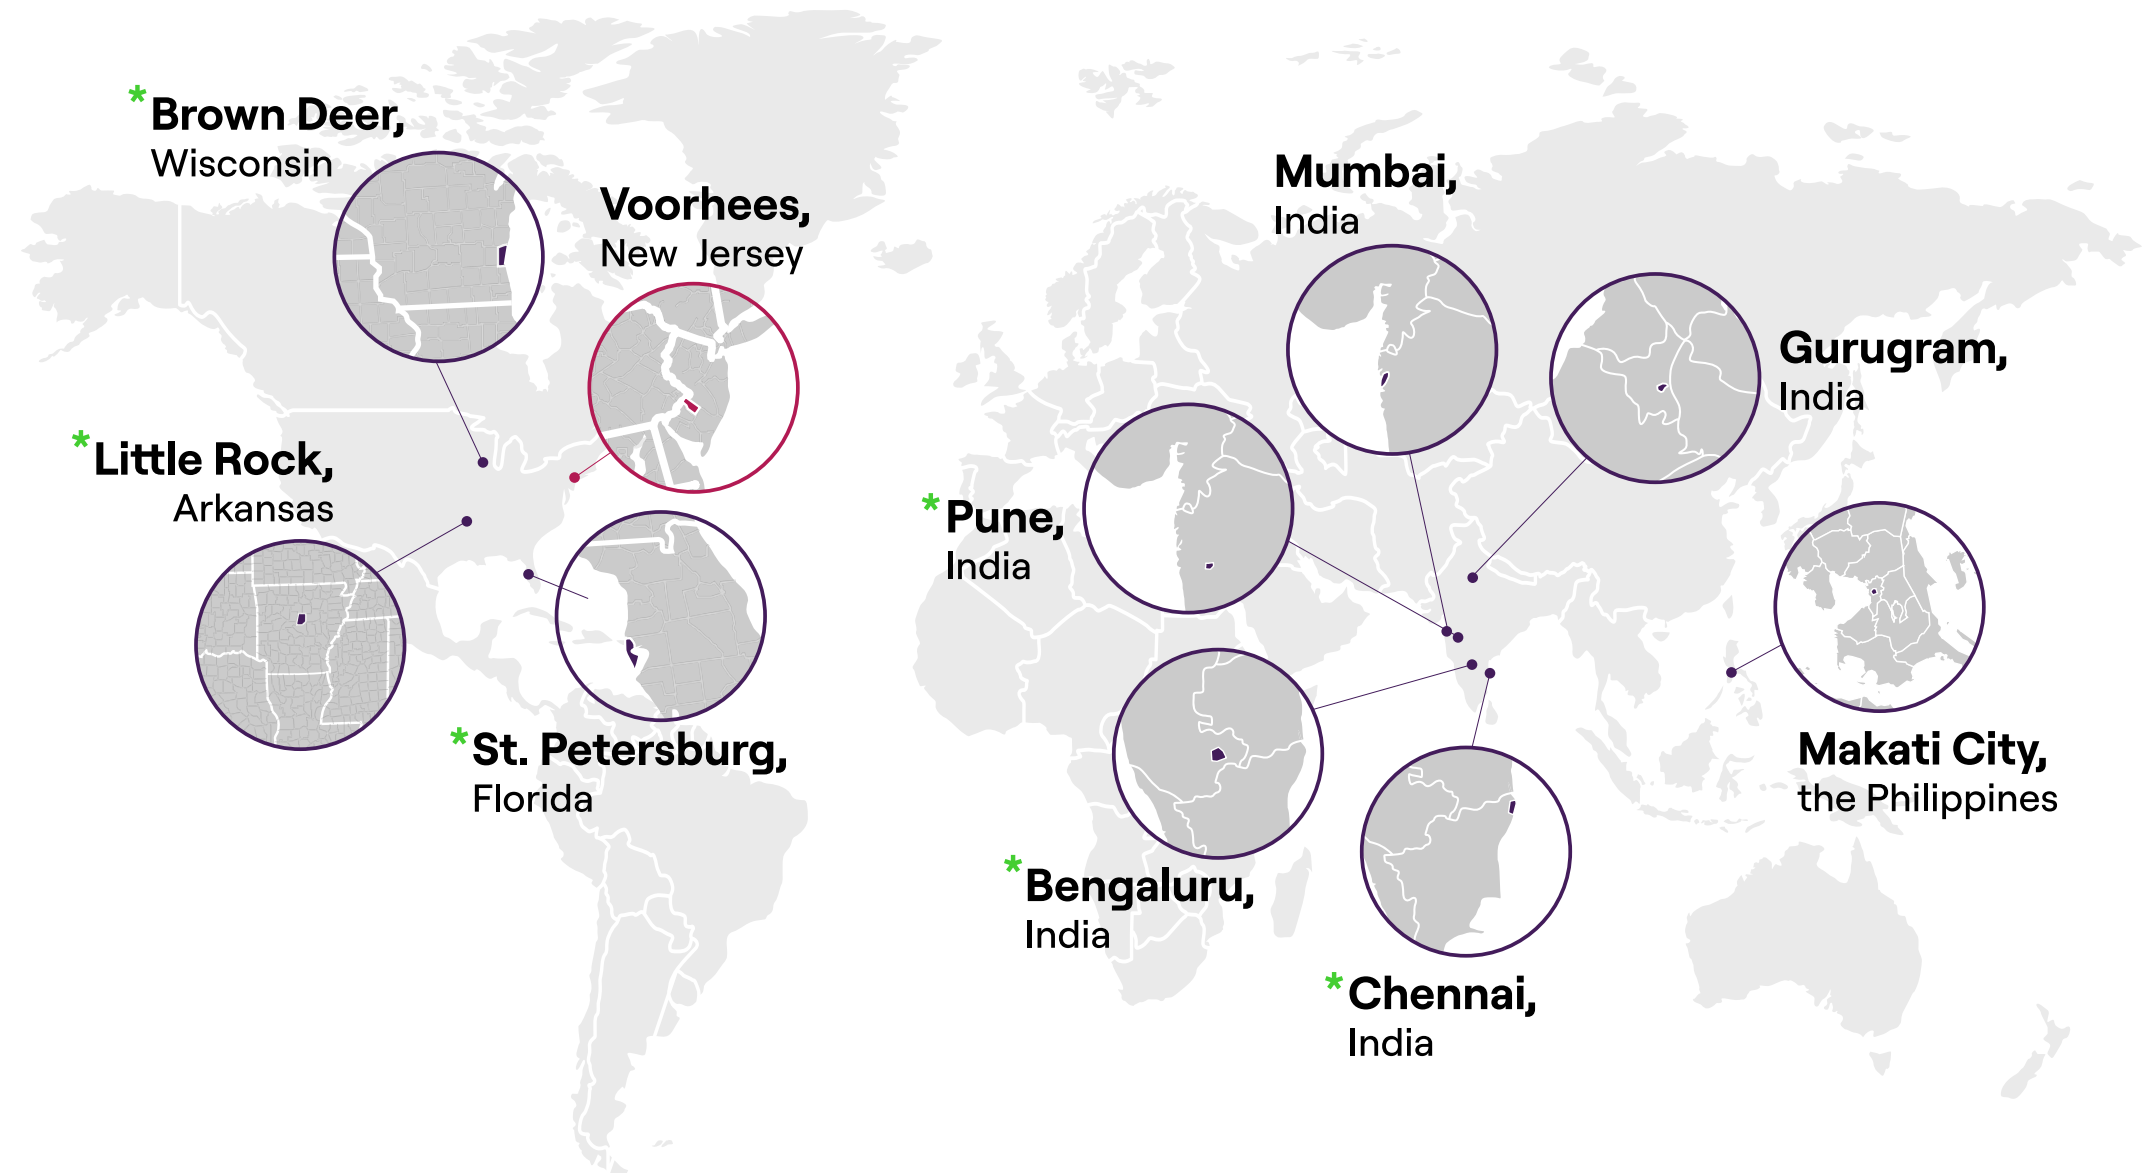 *Brown Deer,
Wisconsin
Voorhees,
New Jersey
*Little Rock,
Arkansas
*St. Petersburg,
Florida
Mumbai,
India
Gurugram,
India
*Pune,
India
*Bengaluru,
India
*Chennai,
India
Makati City,
the Philippines